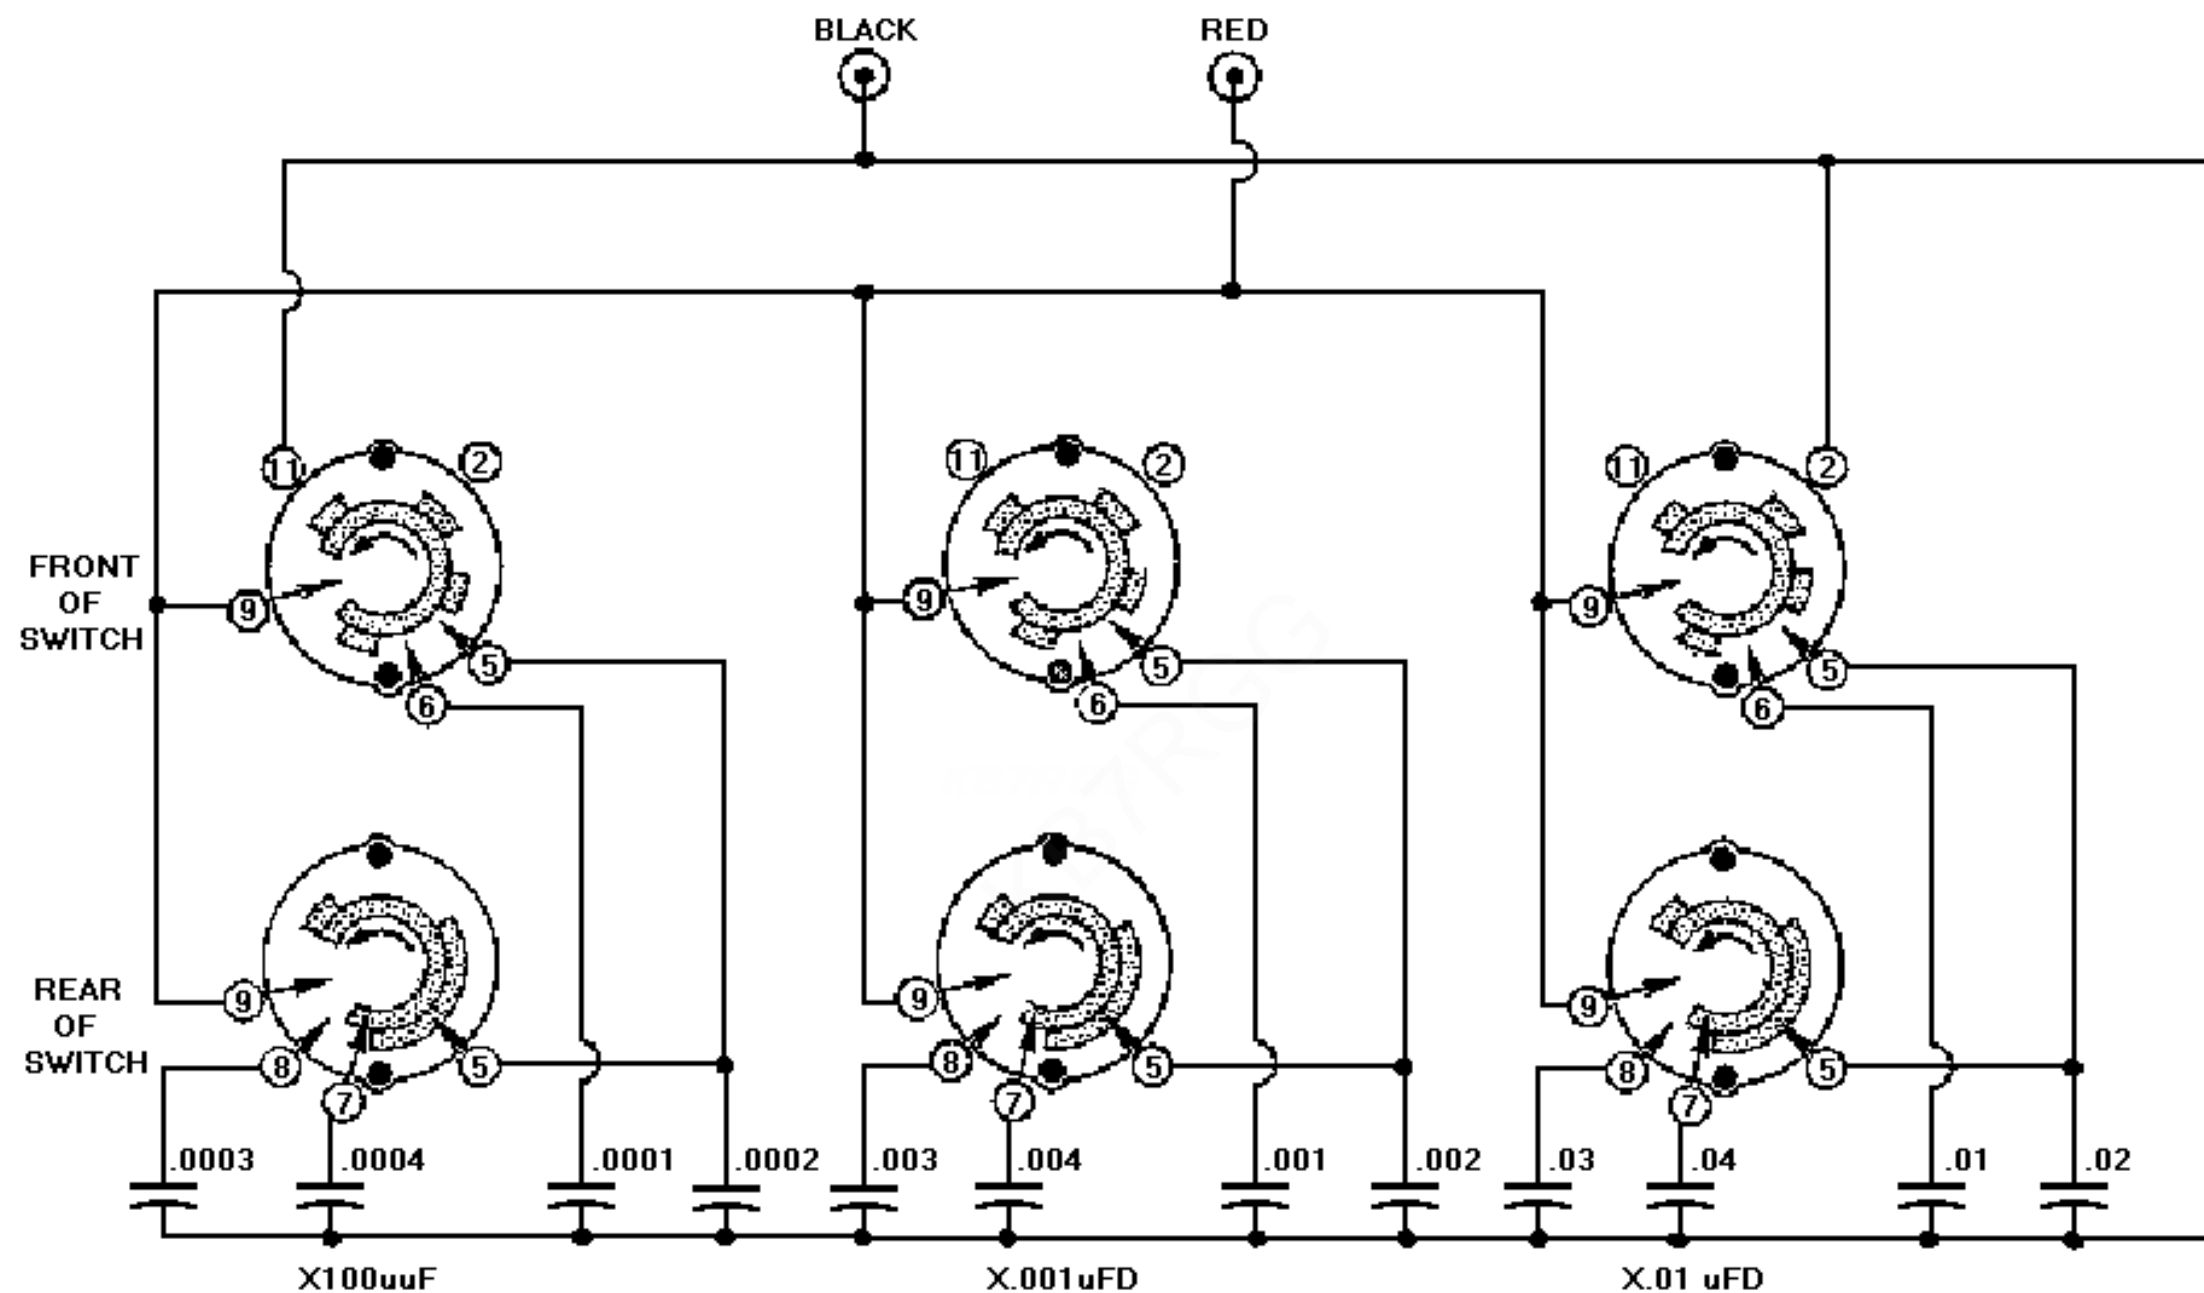 BLACK RED
11 2 11 2 11 2
FRONT
OF
SWITCH
9 9 9
5 5 5
6 6 6
KB7RGG
REAR
OF
SWITCH
9 9 9
8 5 8 5 8 5
7 7 7
.0003 .0004 .0001 .0002 .003 .004 .001 .002 .03 .04 .01 .02
X100uuF X.001uFD X.01 uFD